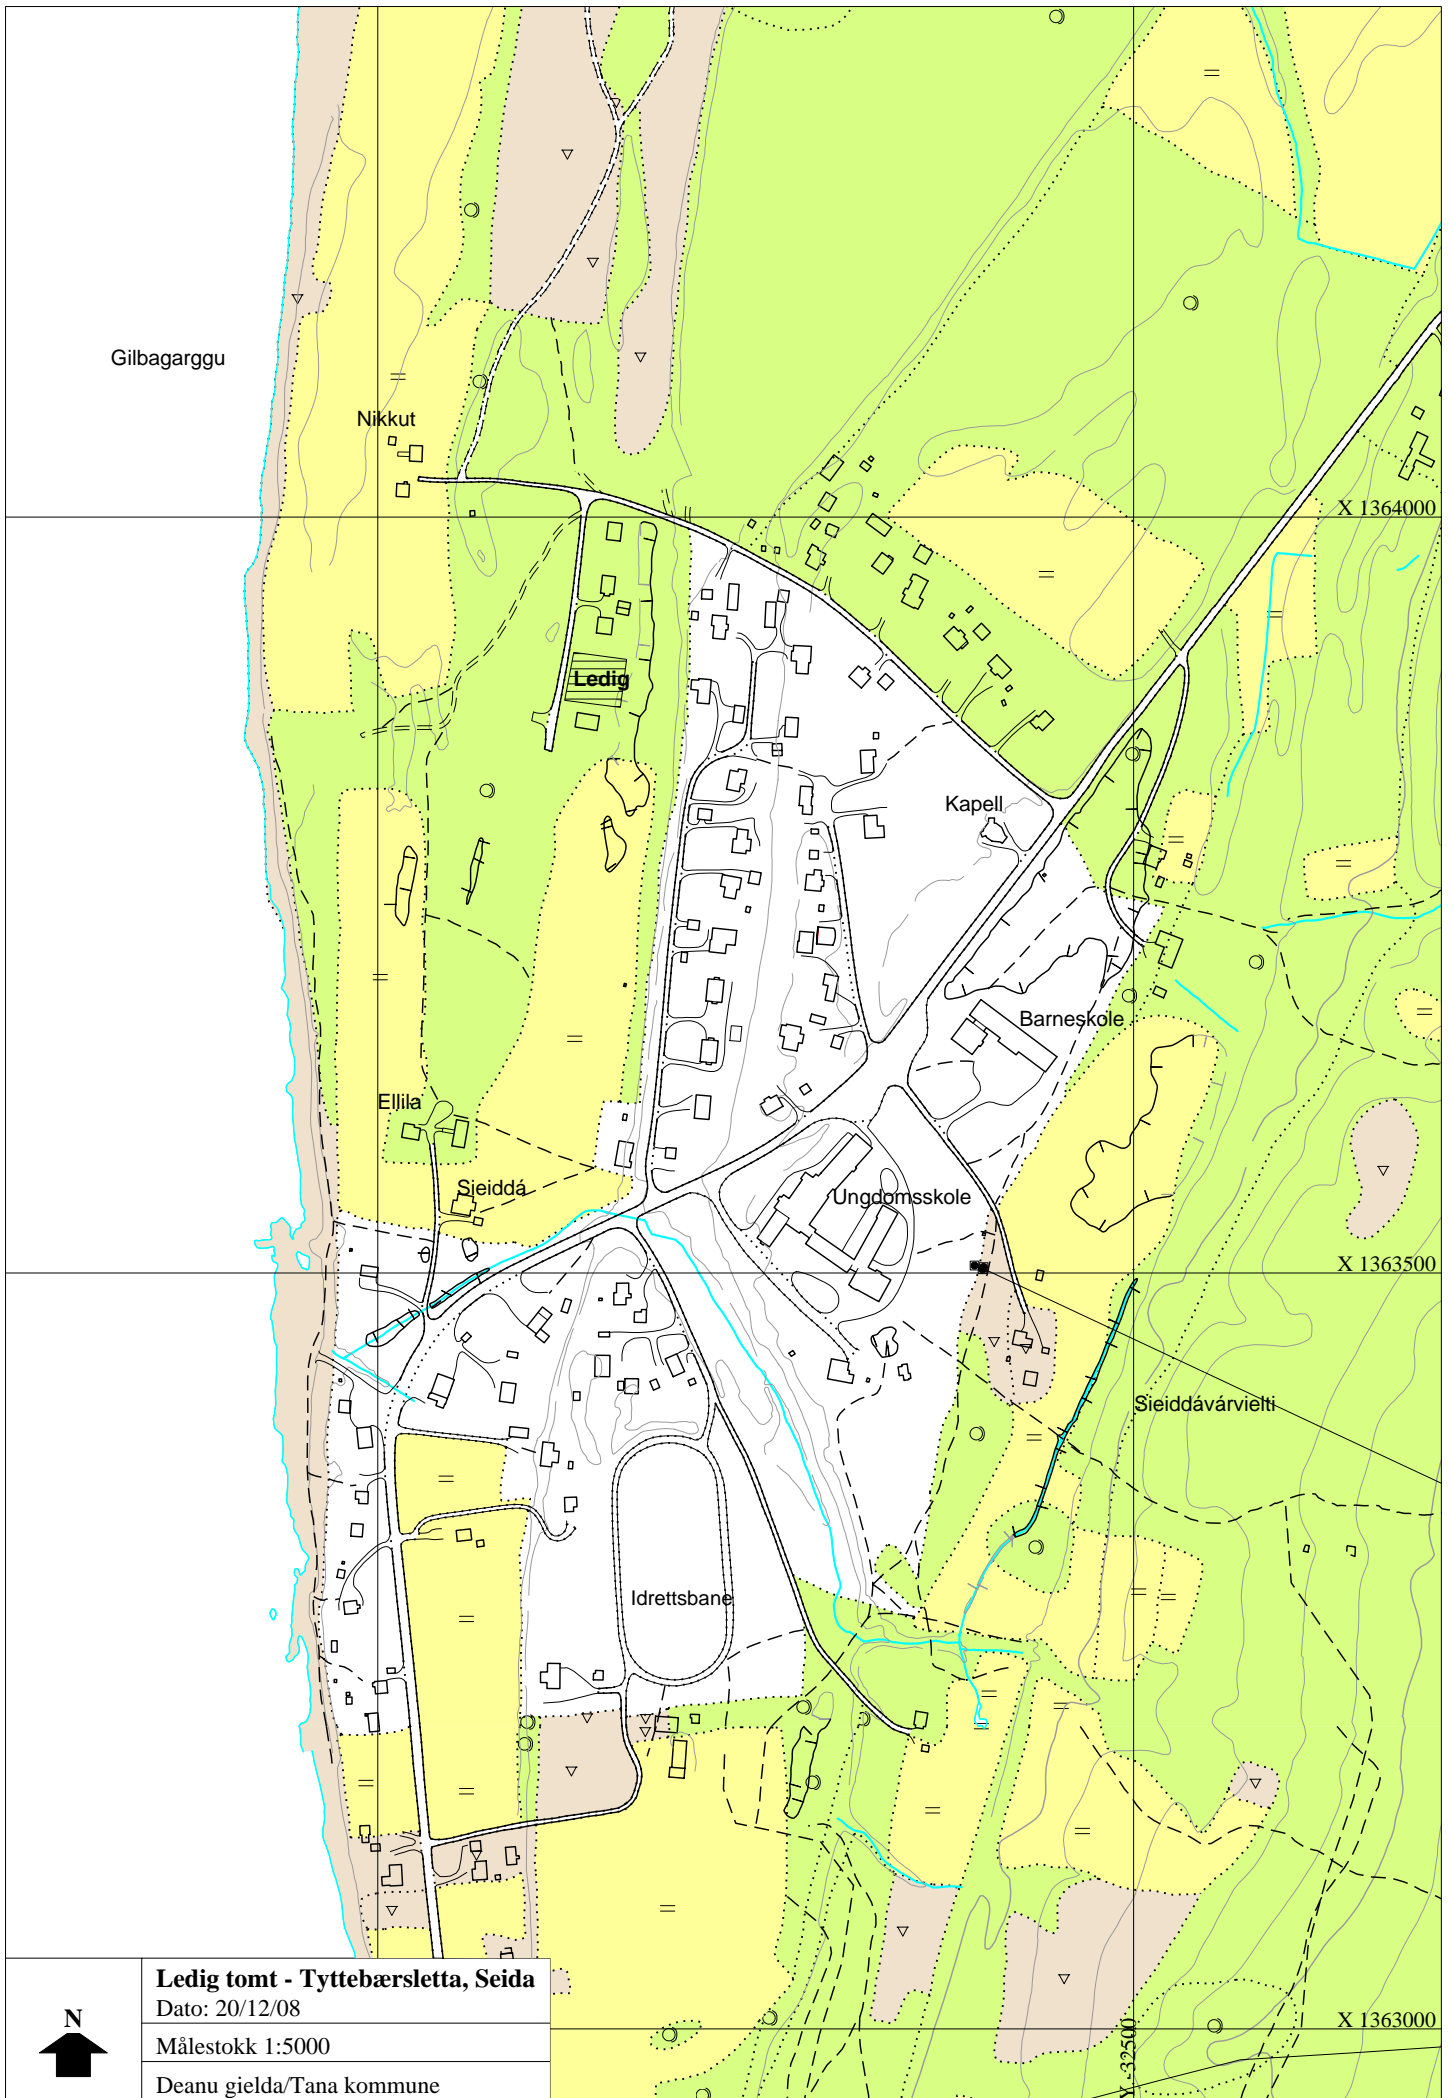 Gilbagarggu
Nikkut
X 1364000
Ledig
Kapell
Barneskole
Ellila
Sieiddá
Ungdomsskole
X 1363500
Sieiddávárvielti
Idrettsbane
X 1363000
Y -32500
N
Ledig tomt - Tyttebærsletta, Seida
Dato: 20/12/08
Målestokk 1:5000
Deanu gielda/Tana kommune